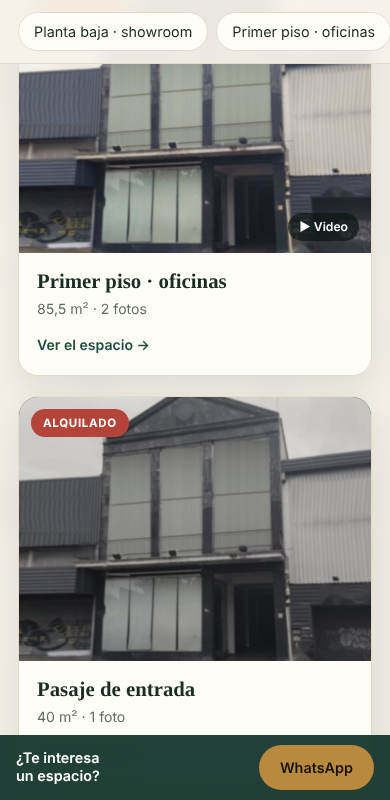 Planta baja · showroom
Primer piso · oficinas
▶ Video
Primer piso · oficinas
85,5 m² · 2 fotos
Ver el espacio →
ALQUILADO
Pasaje de entrada
40 m² · 1 foto
¿Te interesa
un espacio?
WhatsApp